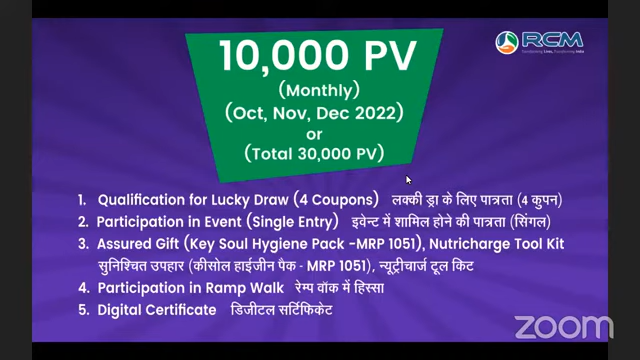 10,000 PV
RCM
Transforming Lives, Transforming India
(Monthly)
(Oct, Nov, Dec 2022)
or
(Total 30,000 PV)
1. Qualification for Lucky Draw (4 Coupons) लक्की ड्रा के लिए पात्रता (4 कुपन)
2. Participation in Event (Single Entry) इवेन्ट में शामिल होने की पात्रता (सिंगल)
3. Assured Gift (Key Soul Hygiene Pack -MRP 1051), Nutricharge Tool Kit
सुनिश्चित उपहार (कीसोल हाईजीन पैक - MRP 1051), न्यूट्रीचार्ज टूल किट
4. Participation in Ramp Walk रेम्प वॉक में हिस्सा
5. Digital Certificate डिजीटल सर्टिफिकेट
zoom